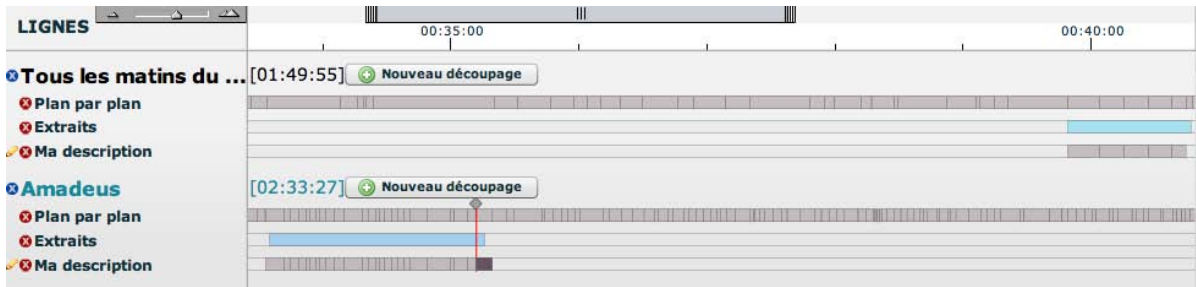 LIGNES
00:35:00 00:40:00
Tous les matins du ... [01:49:55] Nouveau découpage
Plan par plan
Extraits
Ma description
Amadeus [02:33:27] Nouveau découpage
Plan par plan
Extraits
Ma description